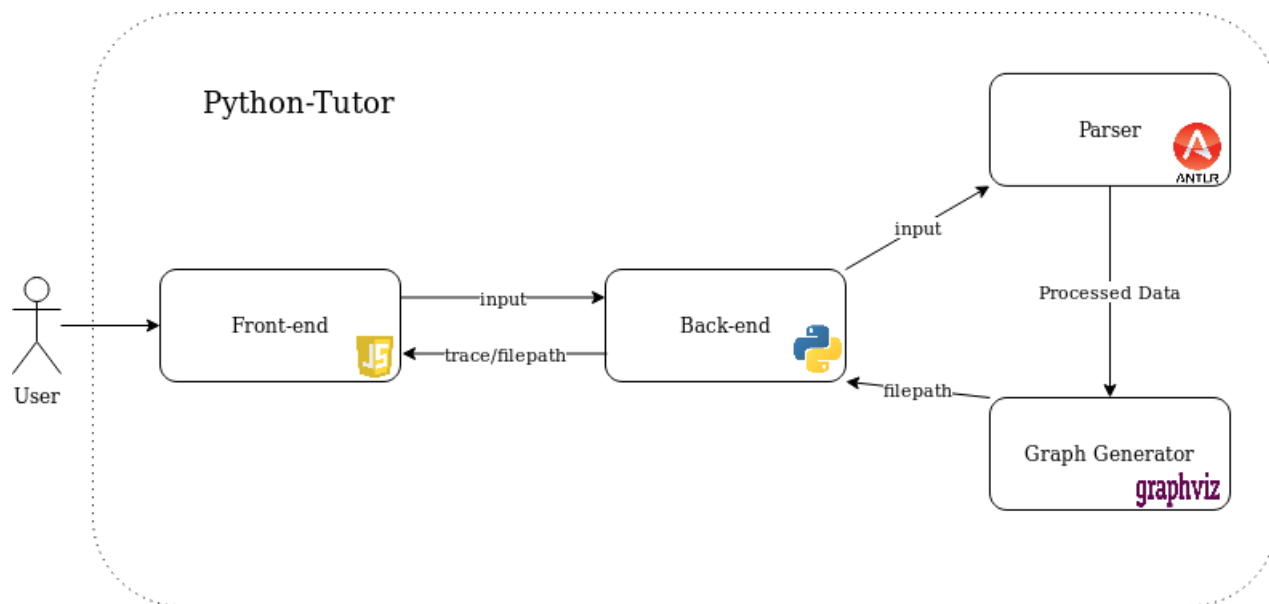 Python-Tutor
Parser
ANTLR
input
Processed Data
Front-end
JS
input
trace/filepath
Back-end
User
filepath
Graph Generator
graphviz